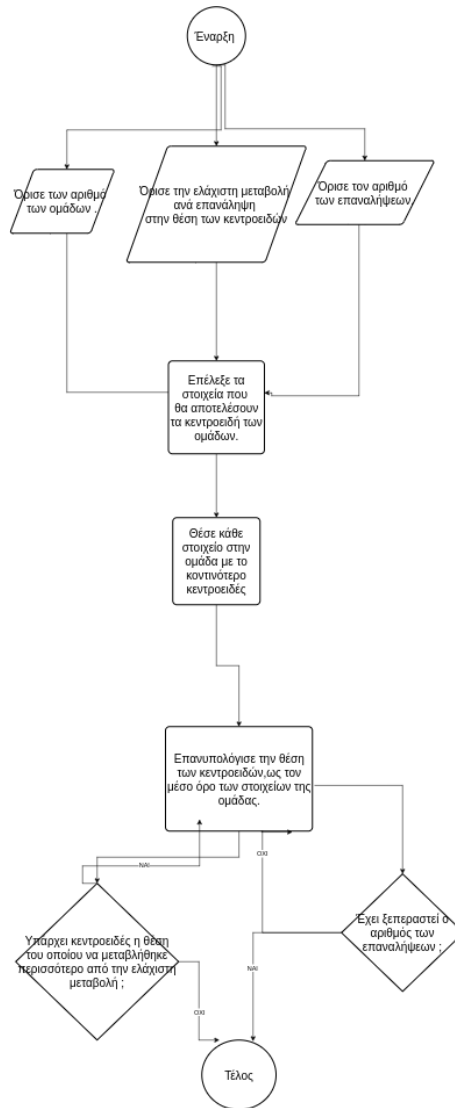 Έναρξη
Όρισε των αριθμό
των ομάδων .
Όρισε την ελάχιστη μεταβολή
ανά επανάληψη
στην θέση των κεντροειδών
Όρισε τον αριθμό
των επαναλήψεων
Επέλεξε τα
στοιχεία που
θα αποτελέσουν
τα κεντροειδή των
ομάδων.
Θέσε κάθε
στοιχείο στην
ομάδα με το
κοντινότερο
κεντροειδές
Επανυπολόγισε την θέση
των κεντροειδών,ως τον
μέσο όρο των στοιχείων της
ομάδας.
ΝΑΙ
ΟΧΙ
Υπάρχει κεντροειδές η θέση
του οποίου να μεταβλήθηκε
περισσότερο από την ελάχιστη
μεταβολή ;
Έχει ξεπεραστεί ο
αριθμός των
επαναλήψεων ;
ΟΧΙ
ΝΑΙ
Τέλος